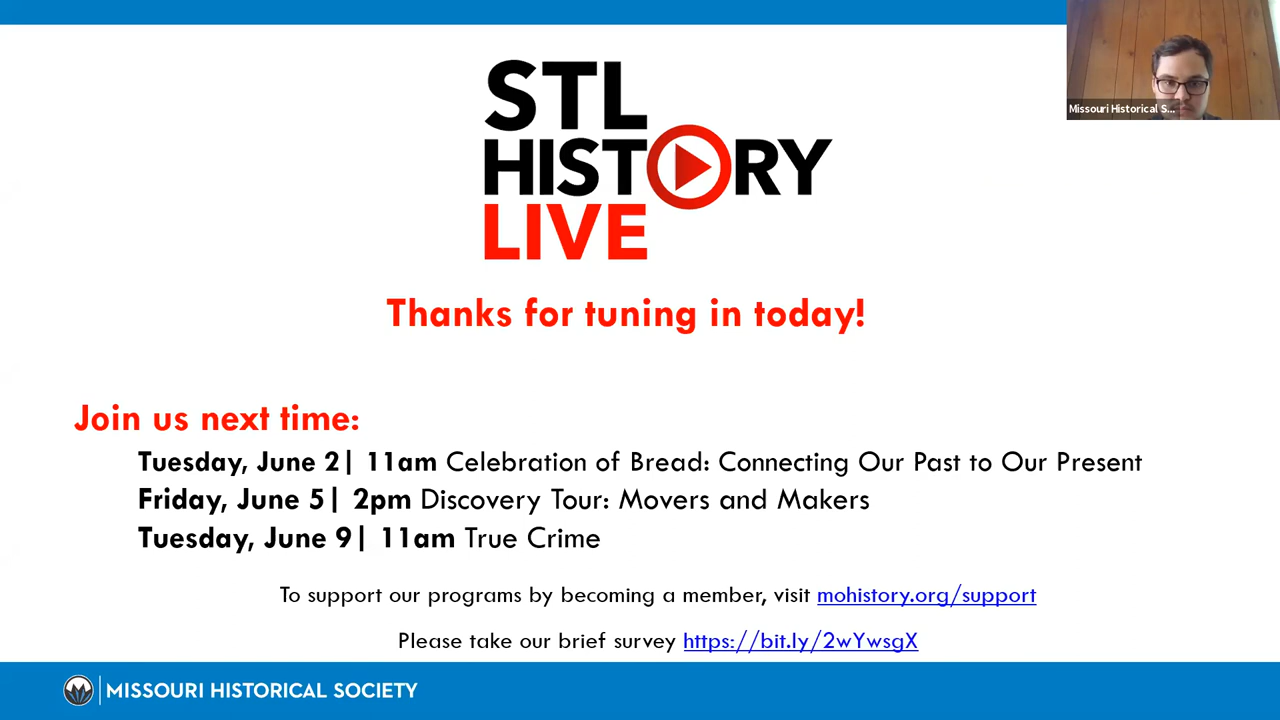 STL
HISTORY
LIVE
Missouri Historical S...
Thanks for tuning in today!
Join us next time:
Tuesday, June 2| 11am Celebration of Bread: Connecting Our Past to Our Present
Friday, June 5| 2pm Discovery Tour: Movers and Makers
Tuesday, June 9| 11am True Crime
To support our programs by becoming a member, visit mohistory.org/support
Please take our brief survey https://bit.ly/2wYwsgX
MISSOURI HISTORICAL SOCIETY